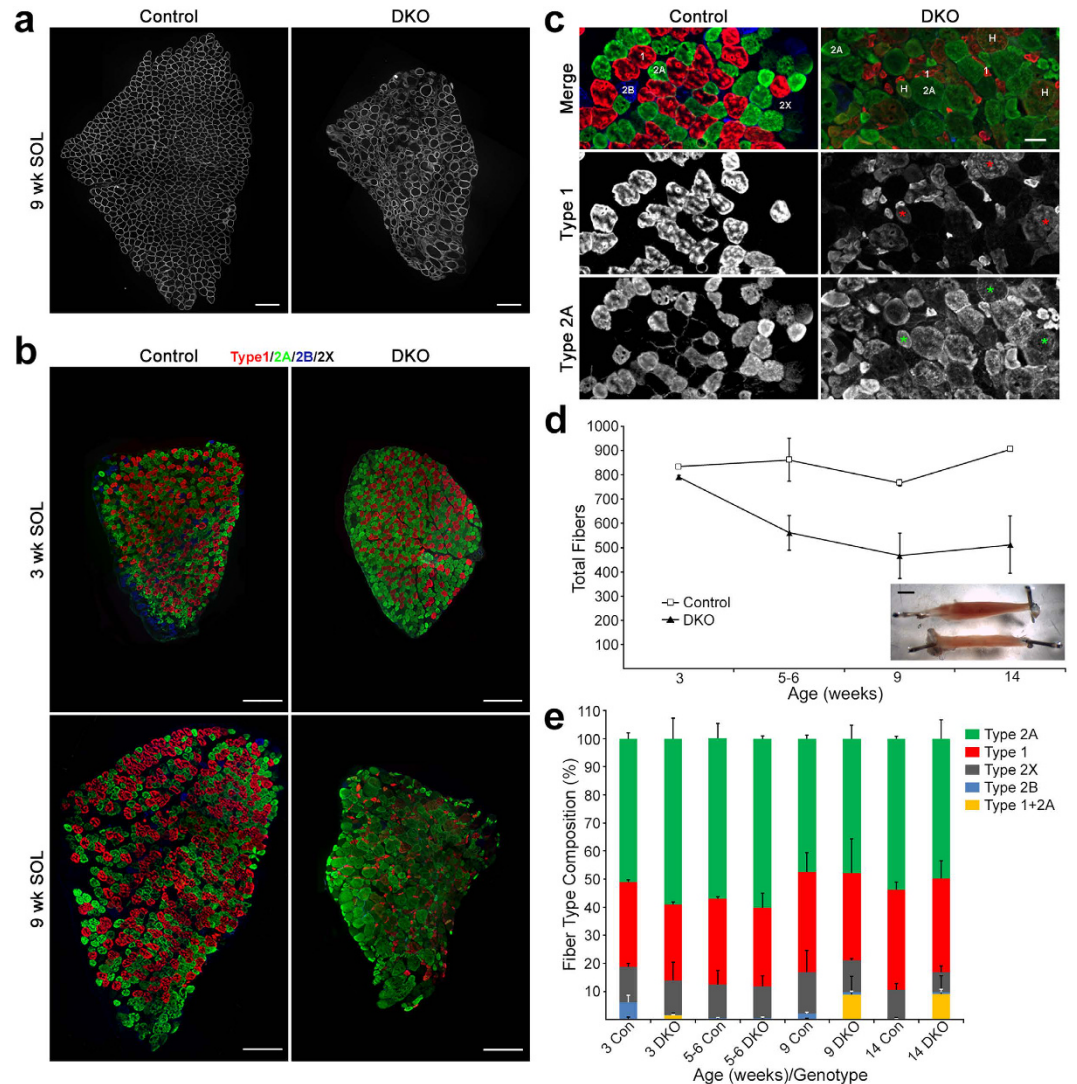 a
Control
DKO
9 wk SOL
b
Control
DKO
Type1/2A/2B/2X
3 wk SOL
9 wk SOL
c
Control
DKO
Merge
1
2A
2B
2X
2A
H
1
1
H
2A
H
Type 1
*
*
*
Type 2A
*
*
*
d
1000
900
800
700
600
500
400
300
200
100
Total Fibers
Control
DKO
3
5-6
9
14
Age (weeks)
e
110
100
90
80
70
60
50
40
30
20
10
Fiber Type Composition (%)
Type 2A
Type 1
Type 2X
Type 2B
Type 1+2A
3 Con
3 DKO
5-6 Con
5-6 DKO
9 Con
9 DKO
14 Con
14 DKO
Age (weeks)/Genotype